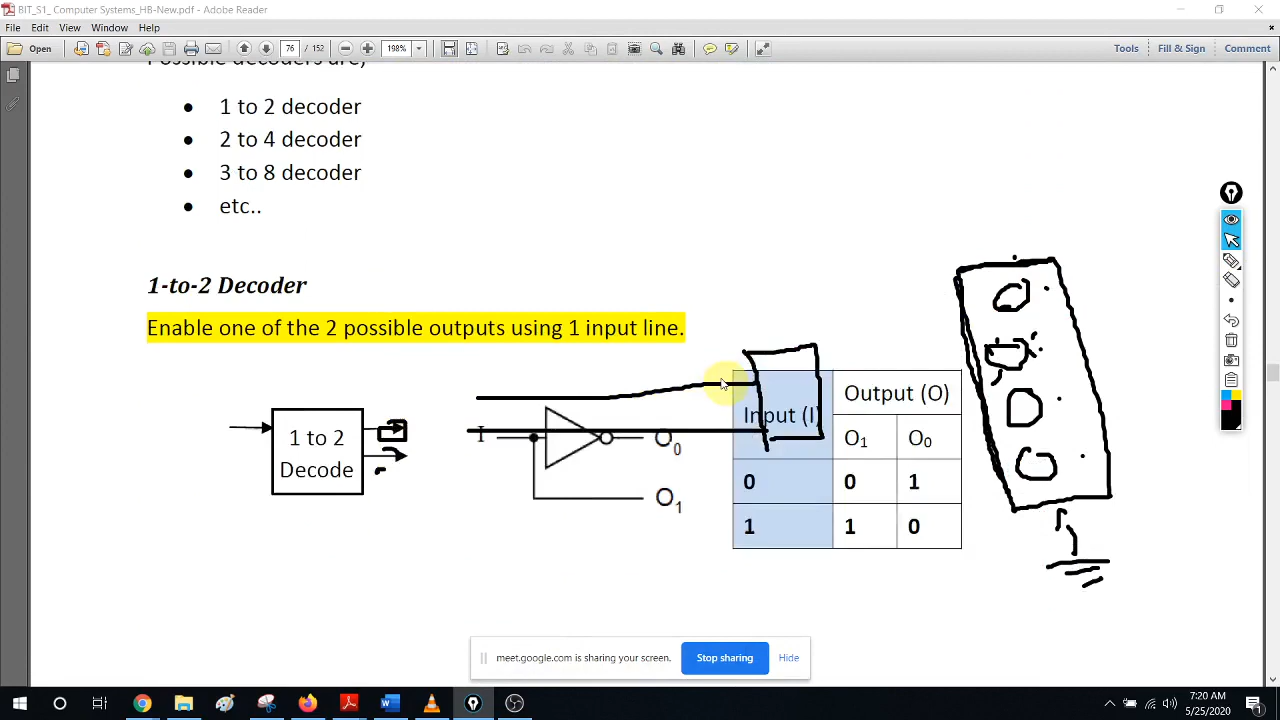 BIT_S1_ Computer Systems_HB-New.pdf - Adobe Reader
File Edit View Window Help
Open 76 / 152 198% Tools Fill & Sign Comment
Possible decoders are,
• 1 to 2 decoder
• 2 to 4 decoder
• 3 to 8 decoder
• etc..
1-to-2 Decoder
Enable one of the 2 possible outputs using 1 input line.
1 to 2
Decode
I O0
O1
Input (I) Output (O)
O1 O0
0 0 1
1 1 0
meet.google.com is sharing your screen. Stop sharing Hide
7:20 AM
5/25/2020